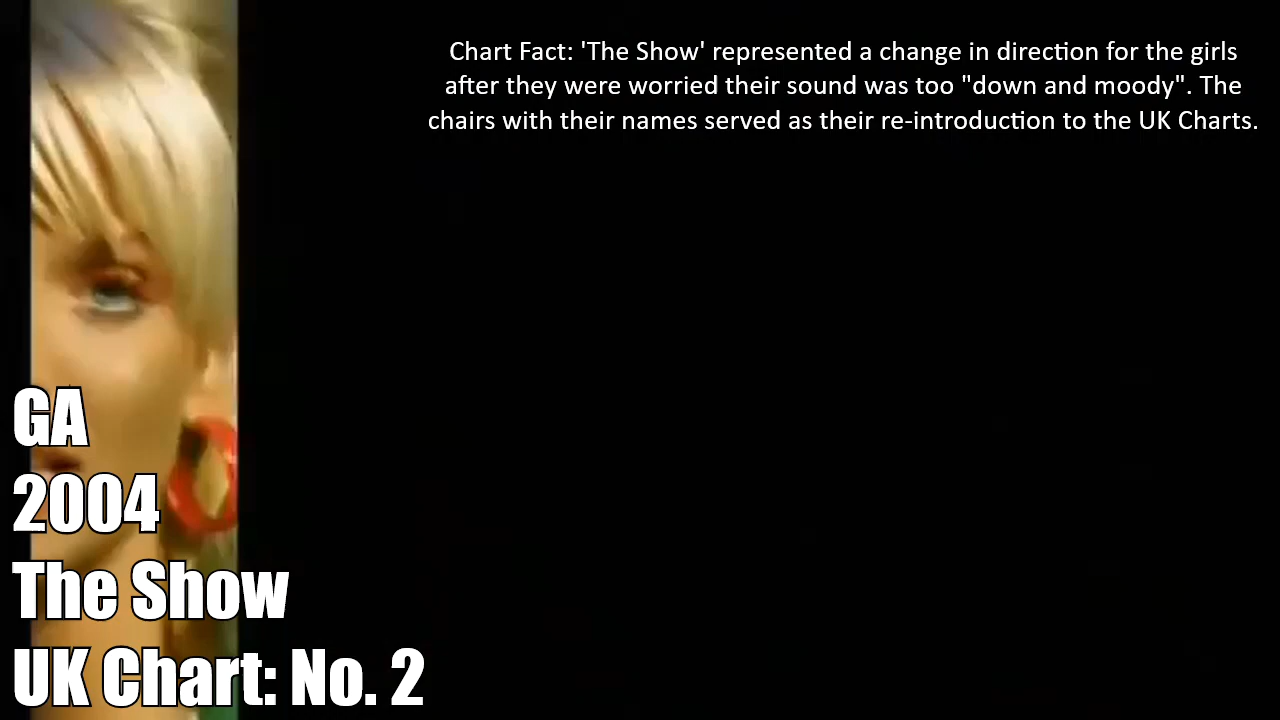 Chart Fact: 'The Show' represented a change in direction for the girls
after they were worried their sound was too "down and moody". The
chairs with their names served as their re-introduction to the UK Charts.
GA
2004
The Show
UK Chart: No. 2